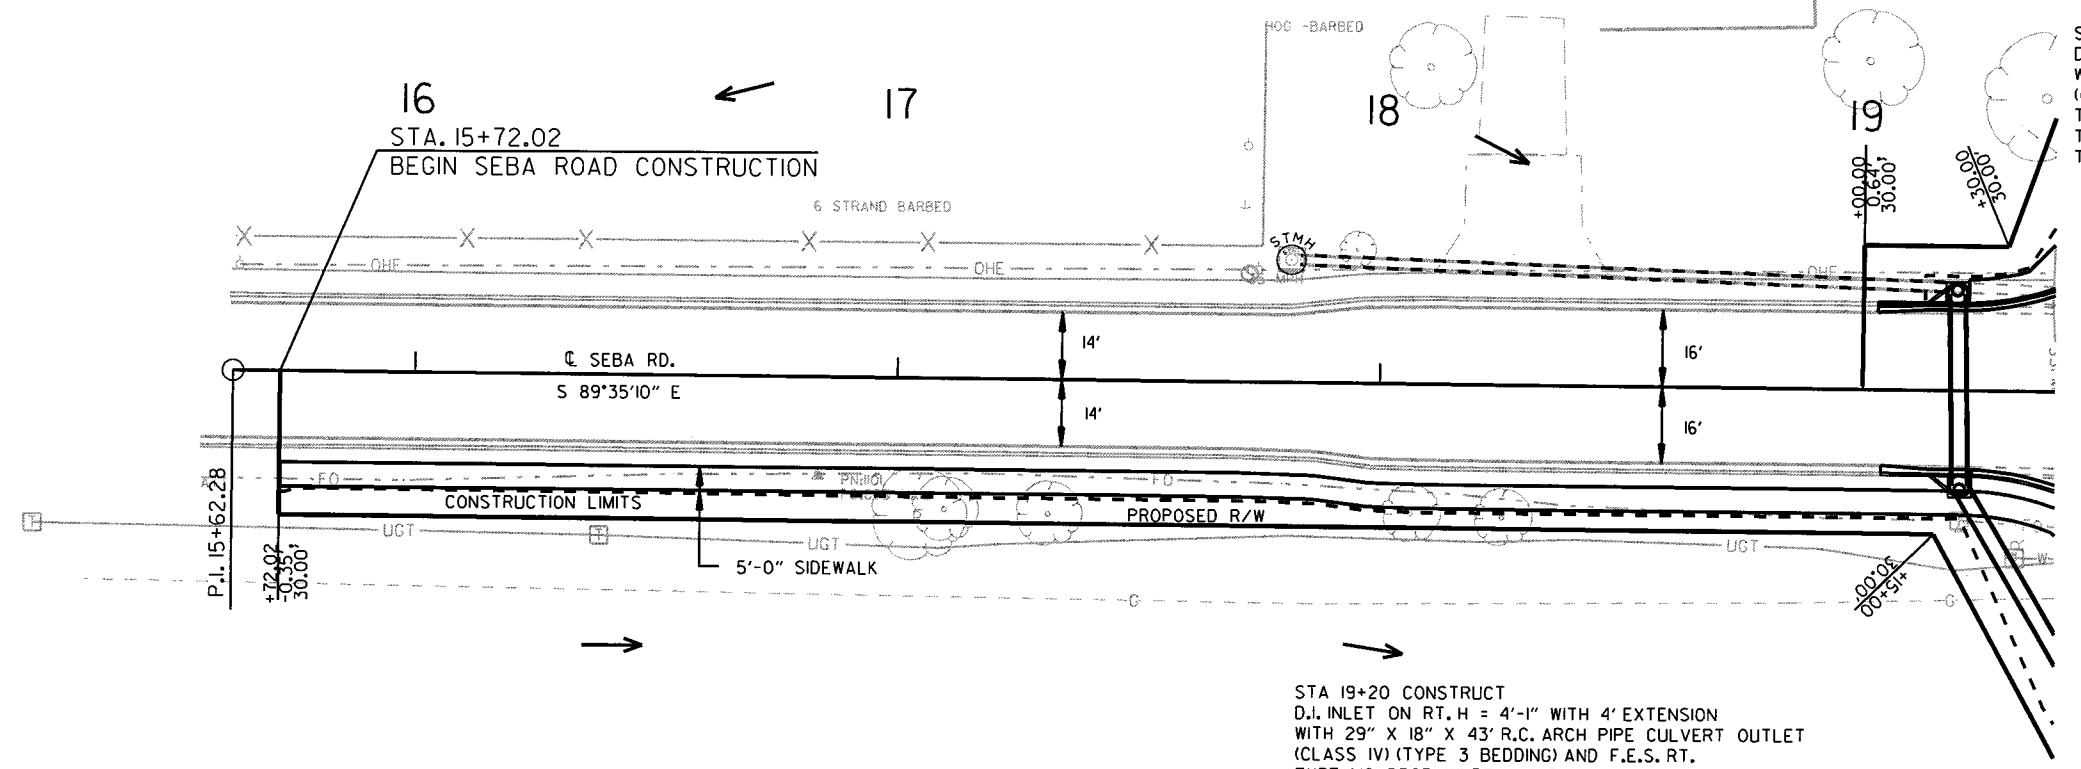 HOG -BARBED
16
17
18
19
STA. 15+72.02
BEGIN SEBA ROAD CONSTRUCTION
+00.00
0.64'
30.00'
+30.00
30.00'
6 STRAND BARBED
STMH
OHE
OHE
OHE
14'
16'
℄ SEBA RD.
S 89°35'10" E
14'
16'
P.I. 15+62.28
FO
FO
CONSTRUCTION LIMITS
PROPOSED R/W
UGT
UGT
UGT
+72.02
-0.35'
30.00'
5'-0" SIDEWALK
+15.00
30.00'
G
G
W
STA 19+20 CONSTRUCT
D.I. INLET ON RT. H = 4'-1" WITH 4' EXTENSION
WITH 29" X 18" X 43' R.C. ARCH PIPE CULVERT OUTLET
(CLASS IV) (TYPE 3 BEDDING) AND F.E.S. RT.